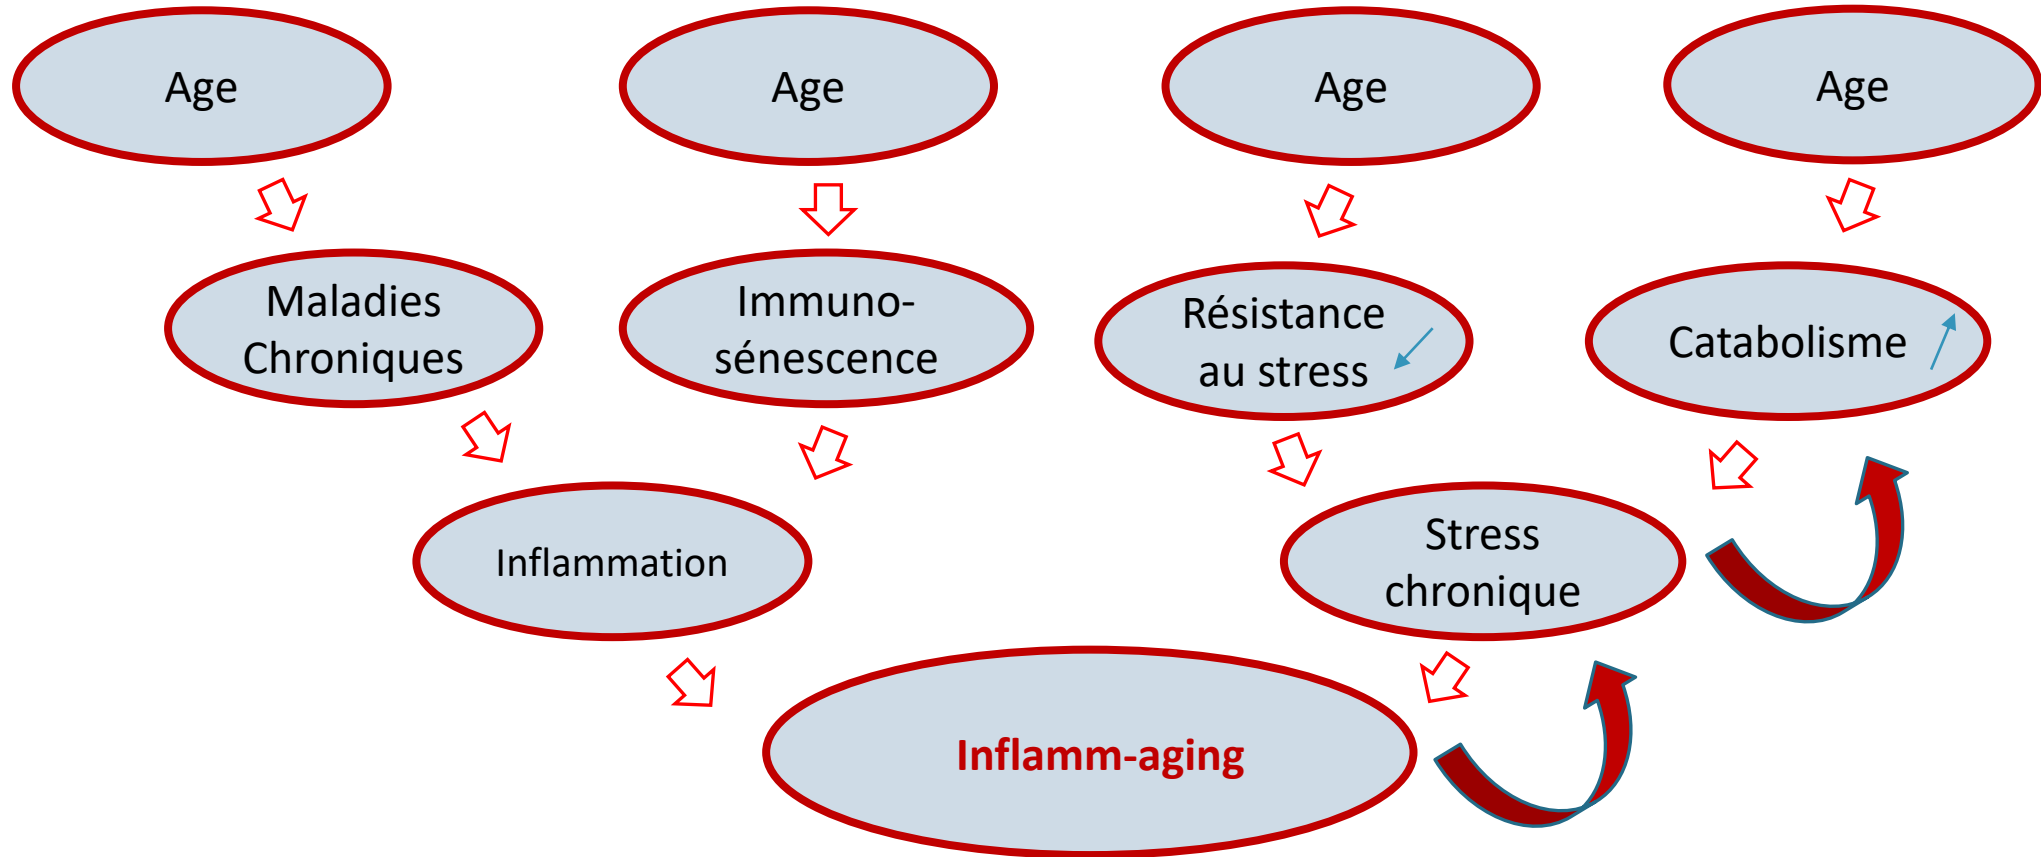 Age
Age
Age
Age
Maladies
Chroniques
Immuno-
sénescence
Résistance
au stress
Catabolisme
Inflammation
Stress
chronique
Inflamm-aging